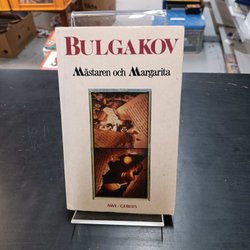 BULGAKOV
Mästaren och Margarita
AWE/GEBERS